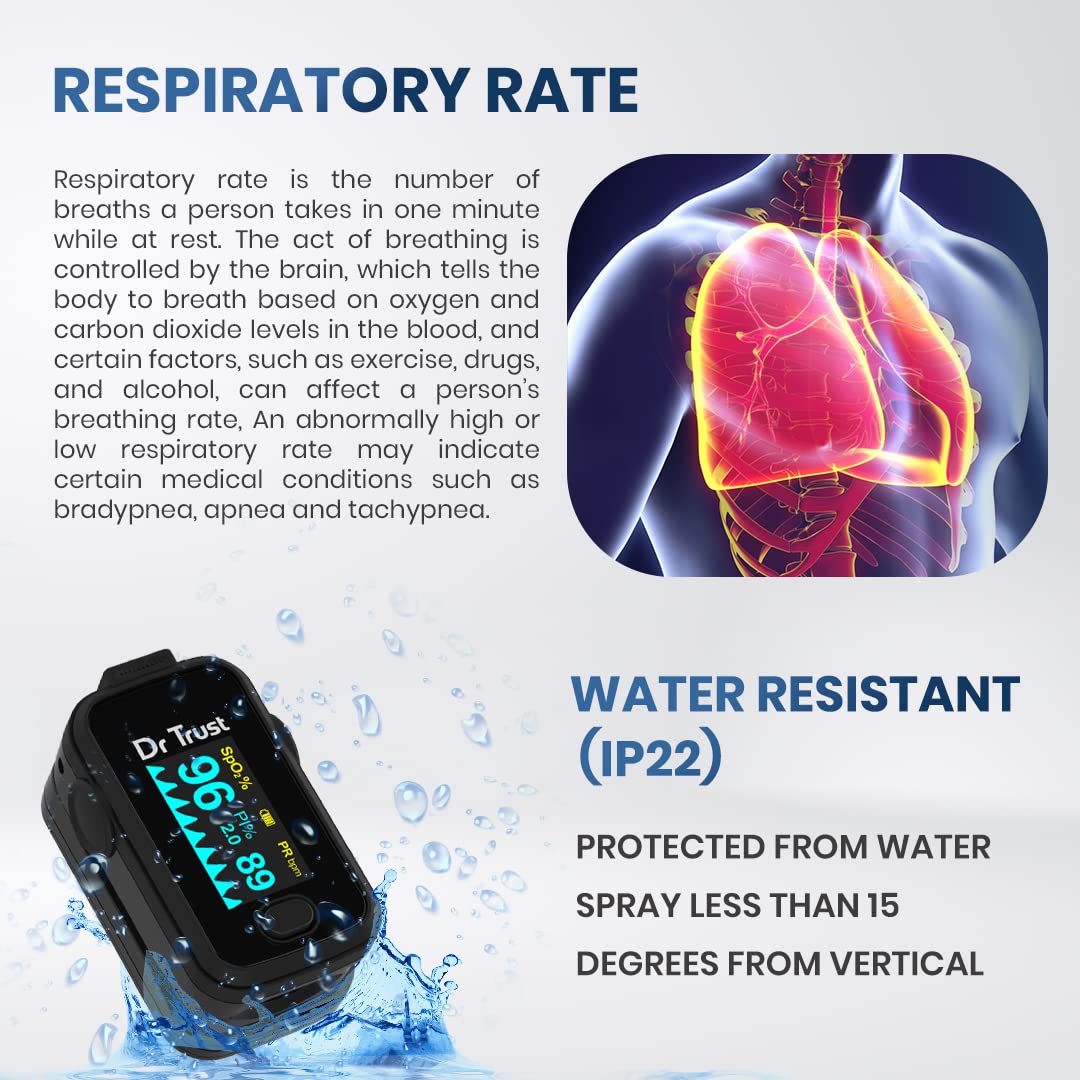 RESPIRATORY RATE
Respiratory rate is the number of
breaths a person takes in one minute
while at rest. The act of breathing is
controlled by the brain, which tells the
body to breath based on oxygen and
carbon dioxide levels in the blood, and
certain factors, such as exercise, drugs,
and alcohol, can affect a person's
breathing rate, An abnormally high or
low respiratory rate may indicate
certain medical conditions such as
bradypnea, apnea and tachypnea.
Dr Trust
SpO₂ %
96
PI%
2.0
PR bpm
89
WATER RESISTANT
(IP22)
PROTECTED FROM WATER
SPRAY LESS THAN 15
DEGREES FROM VERTICAL